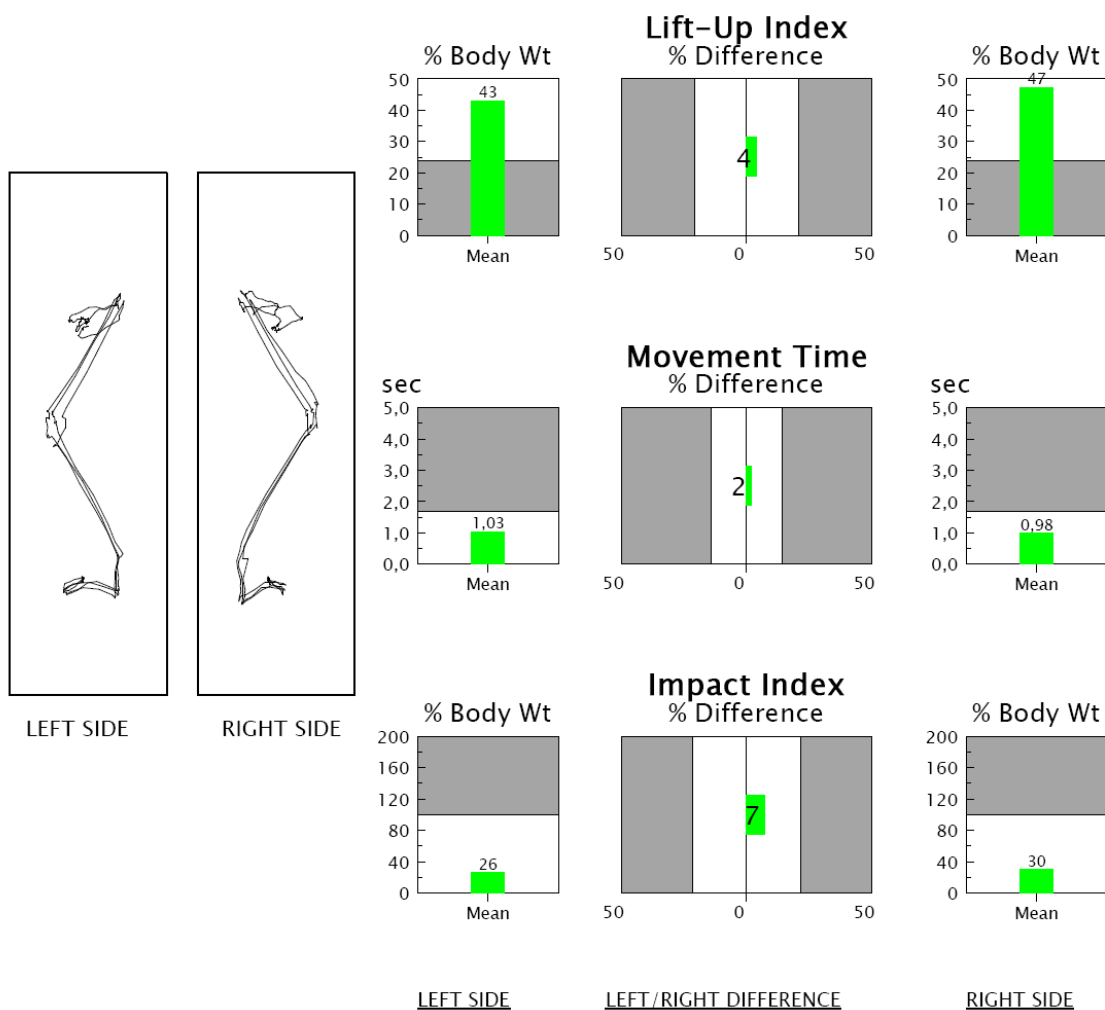 Lift-Up Index
% Body Wt % Difference % Body Wt
50 43 50 47
40 40
30 30
20 4 20
10 10
0 0
Mean 50 0 50 Mean
Movement Time
sec % Difference sec
5,0 5,0
4,0 4,0
3,0 3,0
2,0 2 2,0
1,0 1,03 1,0 0,98
0,0 0,0
Mean 50 0 50 Mean
LEFT SIDE RIGHT SIDE
Impact Index
% Body Wt % Difference % Body Wt
200 200
160 160
120 120
80 7 80
40 26 40 30
0 0
Mean 50 0 50 Mean
LEFT SIDE LEFT/RIGHT DIFFERENCE RIGHT SIDE